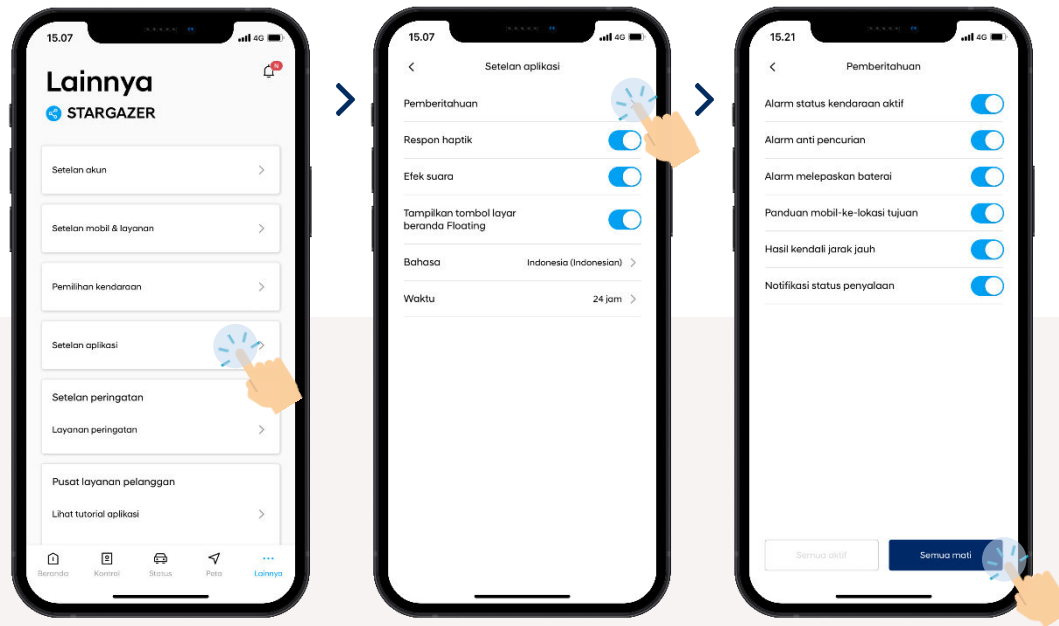 15.07
4G
Lainnya
N
STARGAZER
Setelan akun
Setelan mobil & layanan
Pemilihan kendaraan
Setelan aplikasi
Setelan peringatan
Layanan peringatan
Pusat layanan pelanggan
Lihat tutorial aplikasi
Beranda Kontrol Status Peta Lainnya
15.07
4G
Setelan aplikasi
Pemberitahuan
Respon haptik
Efek suara
Tampilkan tombol layar
beranda Floating
Bahasa Indonesia (Indonesian)
Waktu 24 jam
15.21
4G
Pemberitahuan
Alarm status kendaraan aktif
Alarm anti pencurian
Alarm melepaskan baterai
Panduan mobil-ke-lokasi tujuan
Hasil kendali jarak jauh
Notifikasi status penyalaan
Semua aktif Semua mati